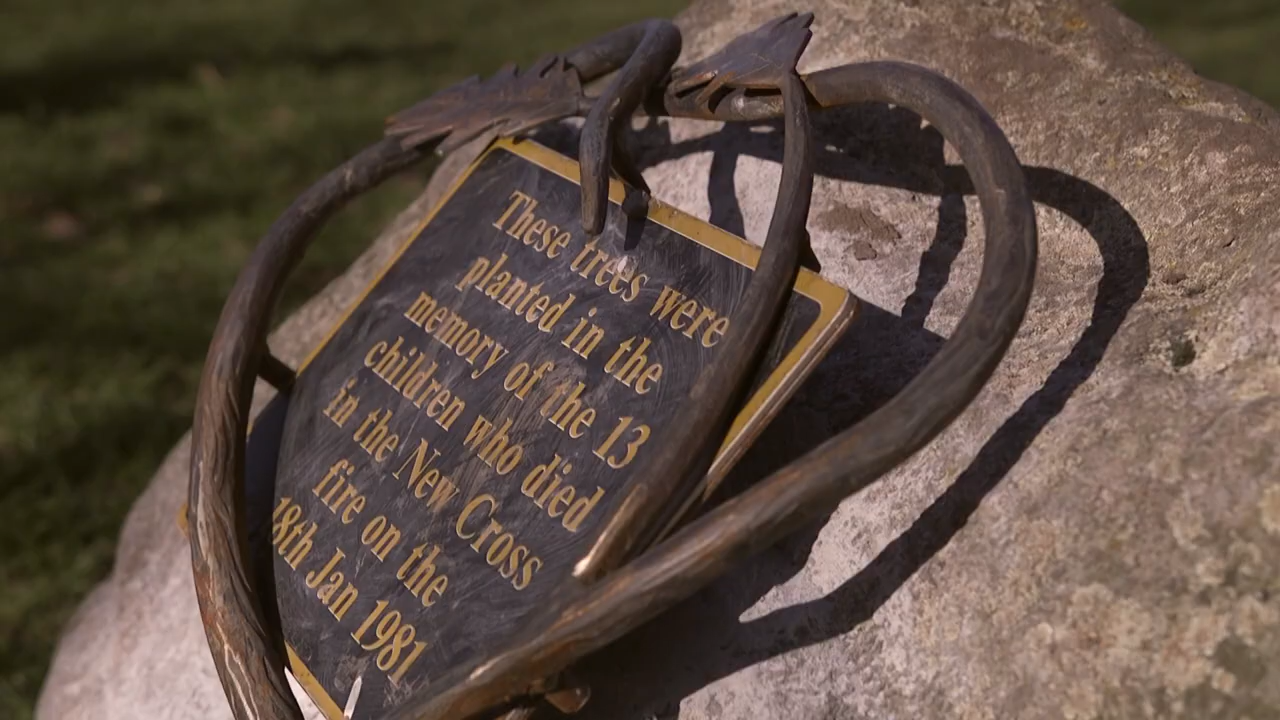 These trees were
planted in the
memory of the 13
children who died
in the New Cross
fire on the
18th Jan 1981